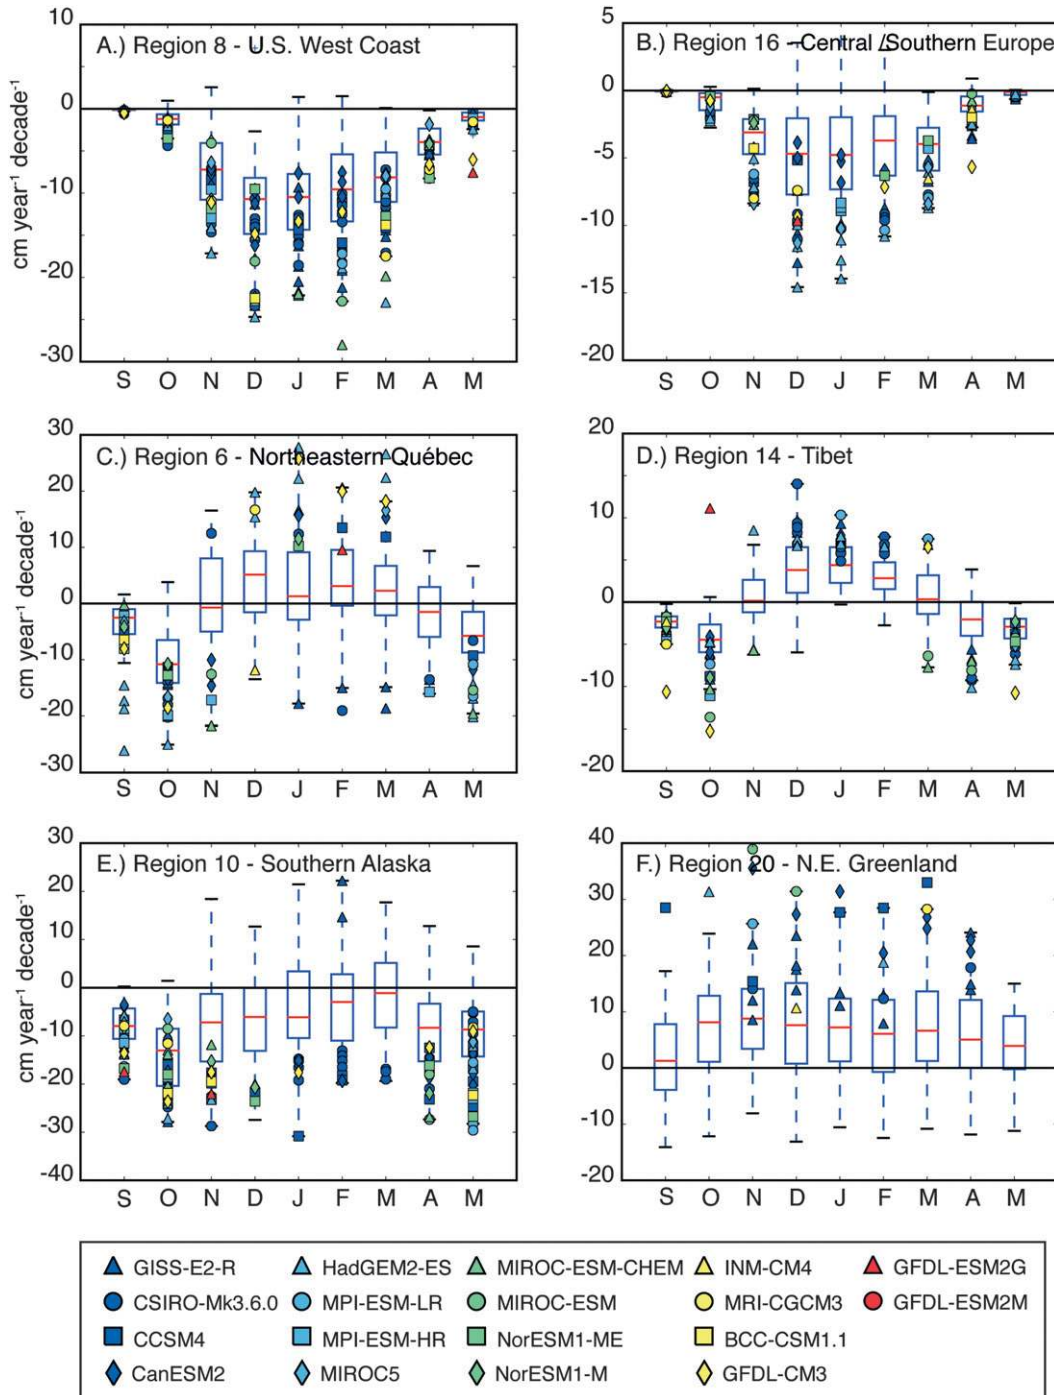 A.) Region 8 - U.S. West Coast
10
0
-10
-20
-30
cm year-1 decade-1
S O N D J F M A M
B.) Region 16 - Central /Southern Europe
5
0
-5
-10
-15
-20
S O N D J F M A M
C.) Region 6 - Northeastern Québec
30
20
10
0
-10
-20
-30
cm year-1 decade-1
S O N D J F M A M
D.) Region 14 - Tibet
20
10
0
-10
-20
S O N D J F M A M
E.) Region 10 - Southern Alaska
30
20
10
0
-10
-20
-30
-40
cm year-1 decade-1
S O N D J F M A M
F.) Region 20 - N.E. Greenland
40
30
20
10
0
-10
-20
S O N D J F M A M
GISS-E2-R HadGEM2-ES MIROC-ESM-CHEM INM-CM4 GFDL-ESM2G
CSIRO-Mk3.6.0 MPI-ESM-LR MIROC-ESM MRI-CGCM3 GFDL-ESM2M
CCSM4 MPI-ESM-HR NorESM1-ME BCC-CSM1.1
CanESM2 MIROC5 NorESM1-M GFDL-CM3